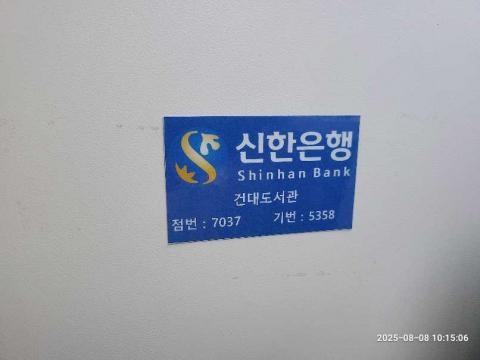 신한은행
Shinhan Bank
건대도서관
점번 : 7037 기번 : 5358
2025-08-08 10:15:06